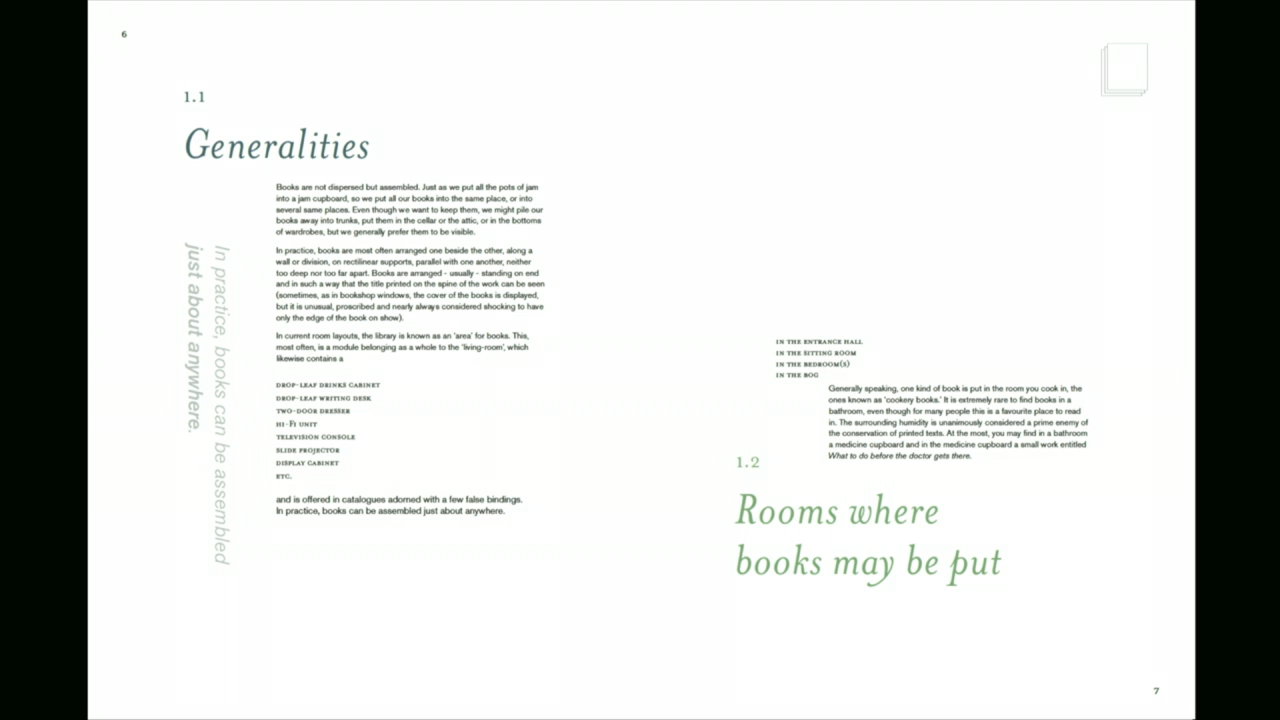 6
1.1
Generalities
Books are not dispersed but assembled. Just as we put all the pots of jam
into a jam cupboard, so we put all our books into the same place, or into
several same places. Even though we want to keep them, we might pile our
books away into trunks, put them in the cellar or the attic, or in the bottoms
of wardrobes, but we generally prefer them to be visible.
In practice, books are most often arranged one beside the other, along a
wall or division, on rectilinear supports, parallel with one another, neither
too deep nor too far apart. Books are arranged - usually - standing on end
and in such a way that the title printed on the spine of the work can be seen
(sometimes, as in bookshop windows, the cover of the books is displayed,
but it is unusual, proscribed and nearly always considered shocking to have
only the edge of the book on show).
In current room layouts, the library is known as an 'area' for books. This,
most often, is a module belonging as a whole to the 'living-room', which
likewise contains a
DROP-LEAF DRINKS CABINET
DROP-LEAF WRITING DESK
TWO-DOOR DRESSER
HI-FI UNIT
TELEVISION CONSOLE
SLIDE PROJECTOR
DISPLAY CABINET
ETC.
and is offered in catalogues adorned with a few false bindings.
In practice, books can be assembled just about anywhere.
In practice, books can be assembled
just about anywhere.
IN THE ENTRANCE HALL
IN THE SITTING ROOM
IN THE BEDROOM(S)
IN THE BOG
Generally speaking, one kind of book is put in the room you cook in, the
ones known as 'cookery books.' It is extremely rare to find books in a
bathroom, even though for many people this is a favourite place to read
in. The surrounding humidity is unanimously considered a prime enemy of
the conservation of printed texts. At the most, you may find in a bathroom
a medicine cupboard and in the medicine cupboard a small work entitled
What to do before the doctor gets there.
1.2
Rooms where
books may be put
7